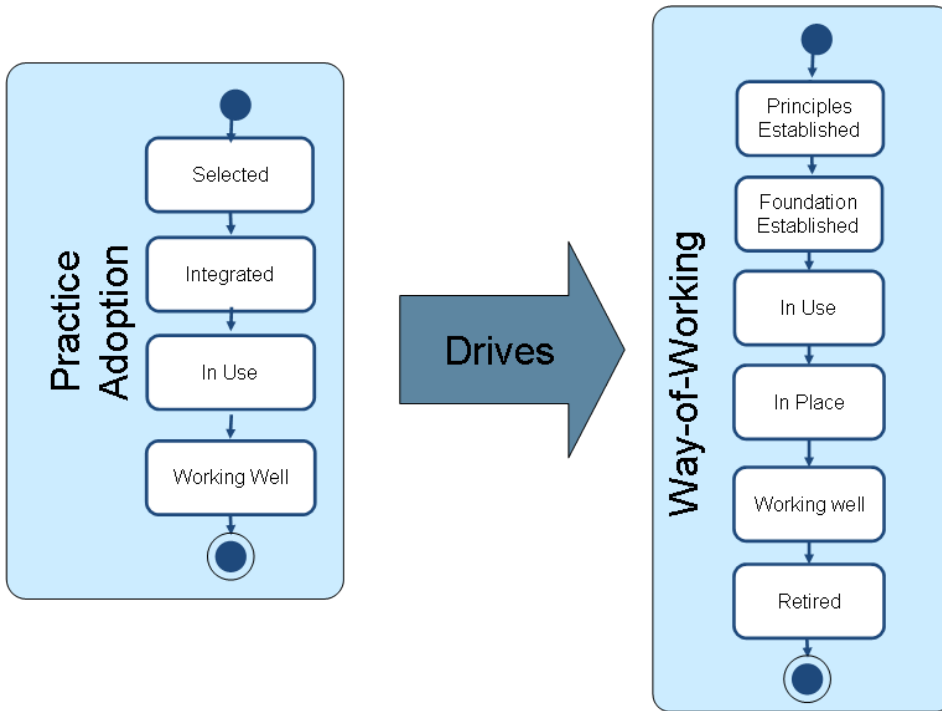 Practice
Adoption
Selected
Integrated
In Use
Working Well
Drives
Way-of-Working
Principles
Established
Foundation
Established
In Use
In Place
Working well
Retired